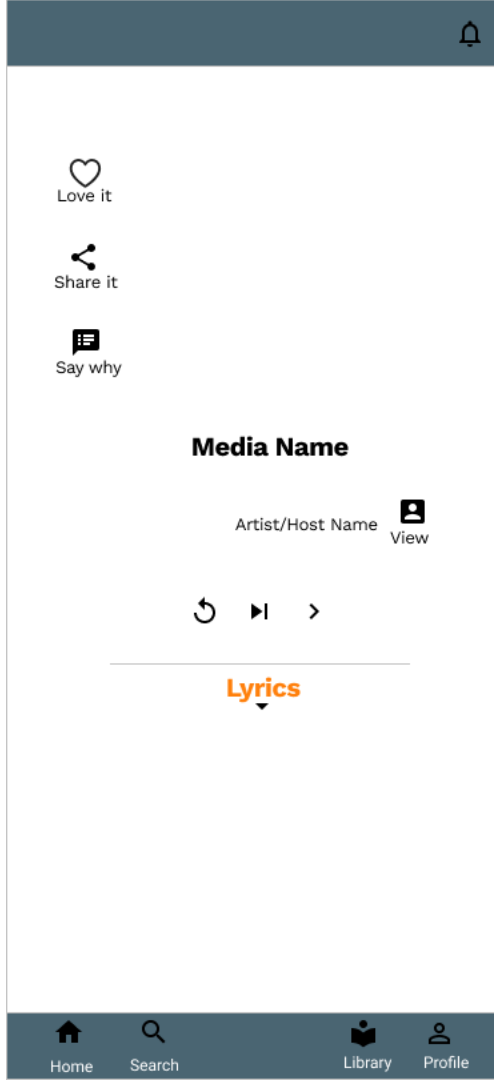 Love it
Share it
Say why
Media Name
Artist/Host Name
View
Lyrics
Home
Search
Library
Profile